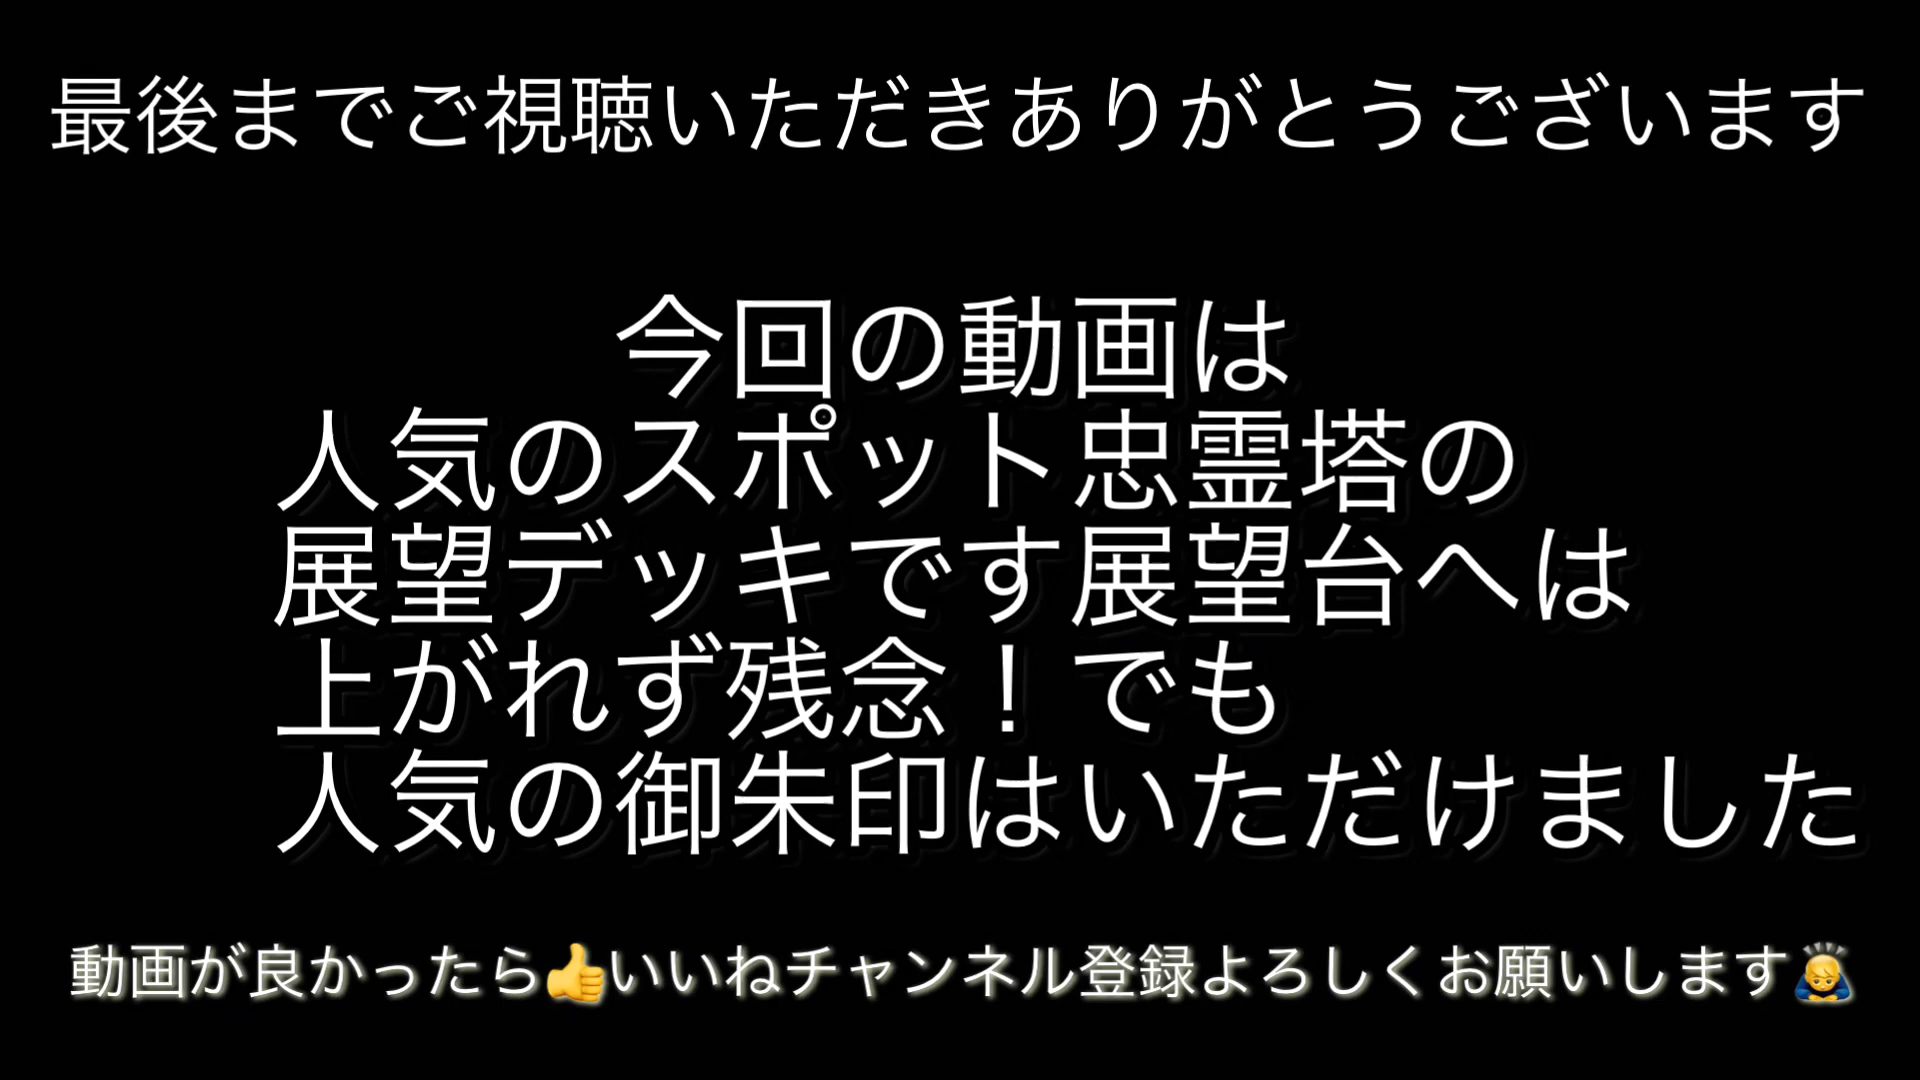 最後までご視聴いただきありがとうございます
今回の動画は
人気のスポット忠霊塔の
展望デッキです展望台へは
上がれず残念！でも
人気の御朱印はいただけました
動画が良かったら👍いいねチャンネル登録よろしくお願いします🙇